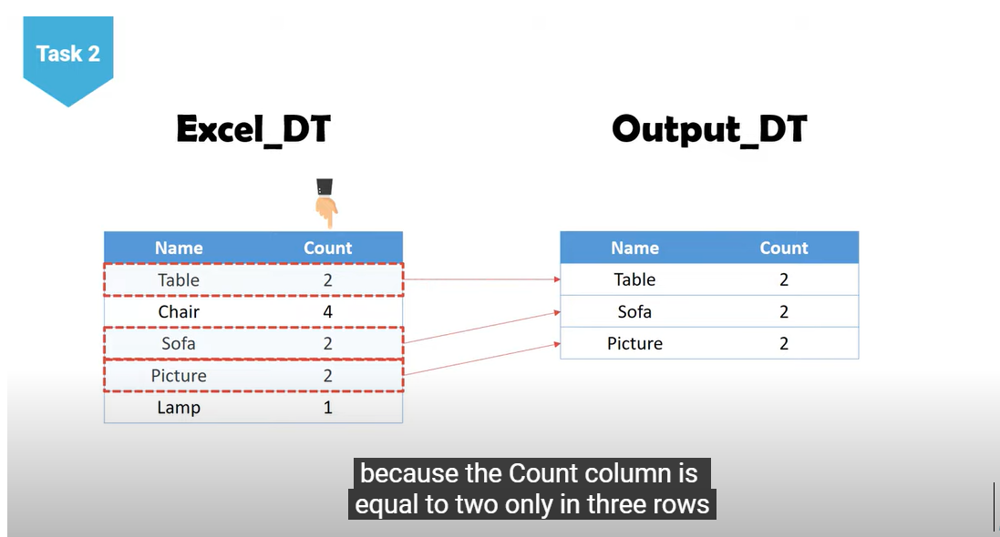 Task 2
Excel_DT
Output_DT
Name Count
Table 2
Chair 4
Sofa 2
Picture 2
Lamp 1
Name Count
Table 2
Sofa 2
Picture 2
because the Count column is
equal to two only in three rows